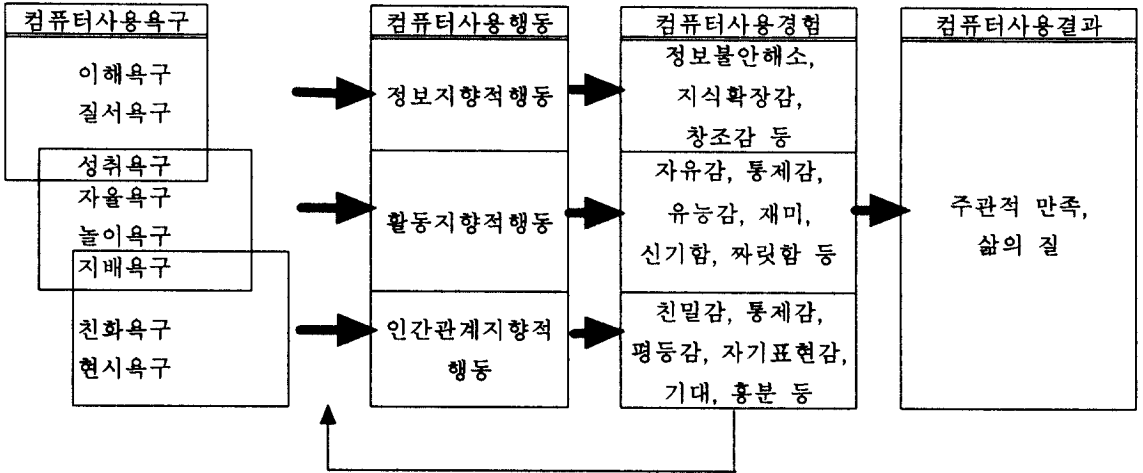 컴퓨터사용욕구
이해욕구
질서욕구
성취욕구
자율욕구
놀이욕구
지배욕구
친화욕구
현시욕구
컴퓨터사용행동
정보지향적행동
활동지향적행동
인간관계지향적
행동
컴퓨터사용경험
정보불안해소,
지식확장감,
창조감 등
자유감, 통제감,
유능감, 재미,
신기함, 짜릿함 등
친밀감, 통제감,
평등감, 자기표현감,
기대, 흥분 등
컴퓨터사용결과
주관적 만족,
삶의 질